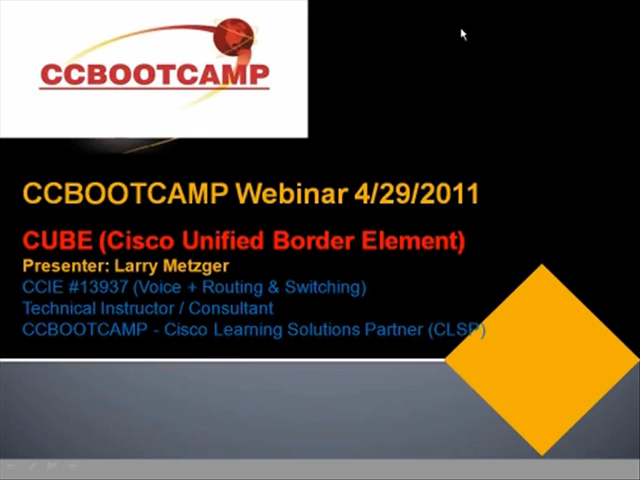 CCBOOTCAMP
CCBOOTCAMP Webinar 4/29/2011
CUBE (Cisco Unified Border Element)
Presenter: Larry Metzger
CCIE #13937 (Voice + Routing & Switching)
Technical Instructor / Consultant
CCBOOTCAMP - Cisco Learning Solutions Partner (CLSP)